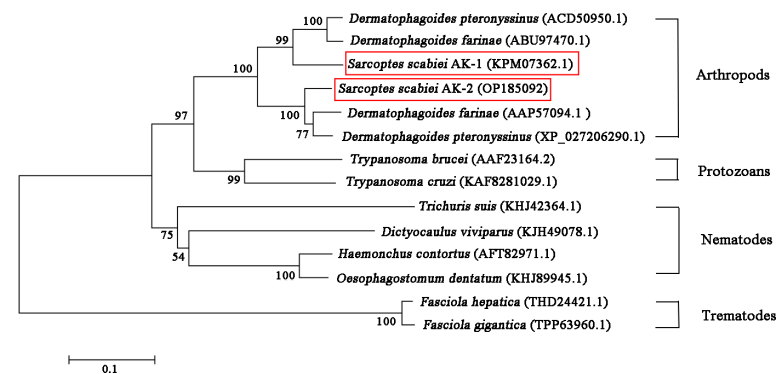 100
Dermatophagoides pteronyssinus (ACD50950.1)
99
Dermatophagoides farinae (ABU97470.1)
100
Sarcoptes scabiei AK-1 (KPM07362.1)
Arthropods
Sarcoptes scabiei AK-2 (OP185092)
100
97
Dermatophagoides farinae (AAP57094.1)
77
Dermatophagoides pteronyssinus (XP_027206290.1)
Trypanosoma brucei (AAF23164.2)
Protozoans
99
Trypanosoma cruzi (KAF8281029.1)
Trichuris suis (KHJ42364.1)
75
Dictyocaulus viviparus (KJH49078.1)
Nematodes
54
Haemonchus contortus (AFT82971.1)
100
Oesophagostomum dentatum (KHJ89945.1)
Fasciola hepatica (THD24421.1)
Trematodes
100
Fasciola gigantica (TPP63960.1)
0.1